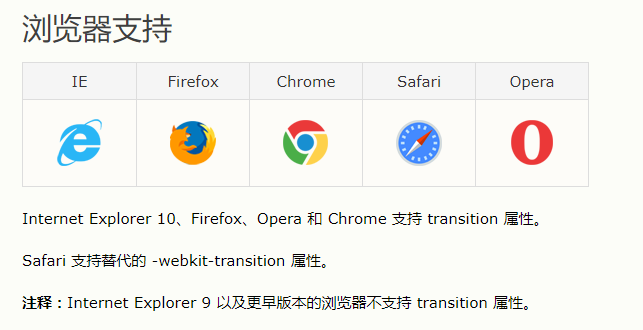 浏览器支持
IE Firefox Chrome Safari Opera
Internet Explorer 10、Firefox、Opera 和 Chrome 支持 transition 属性。
Safari 支持替代的 -webkit-transition 属性。
注释：Internet Explorer 9 以及更早版本的浏览器不支持 transition 属性。